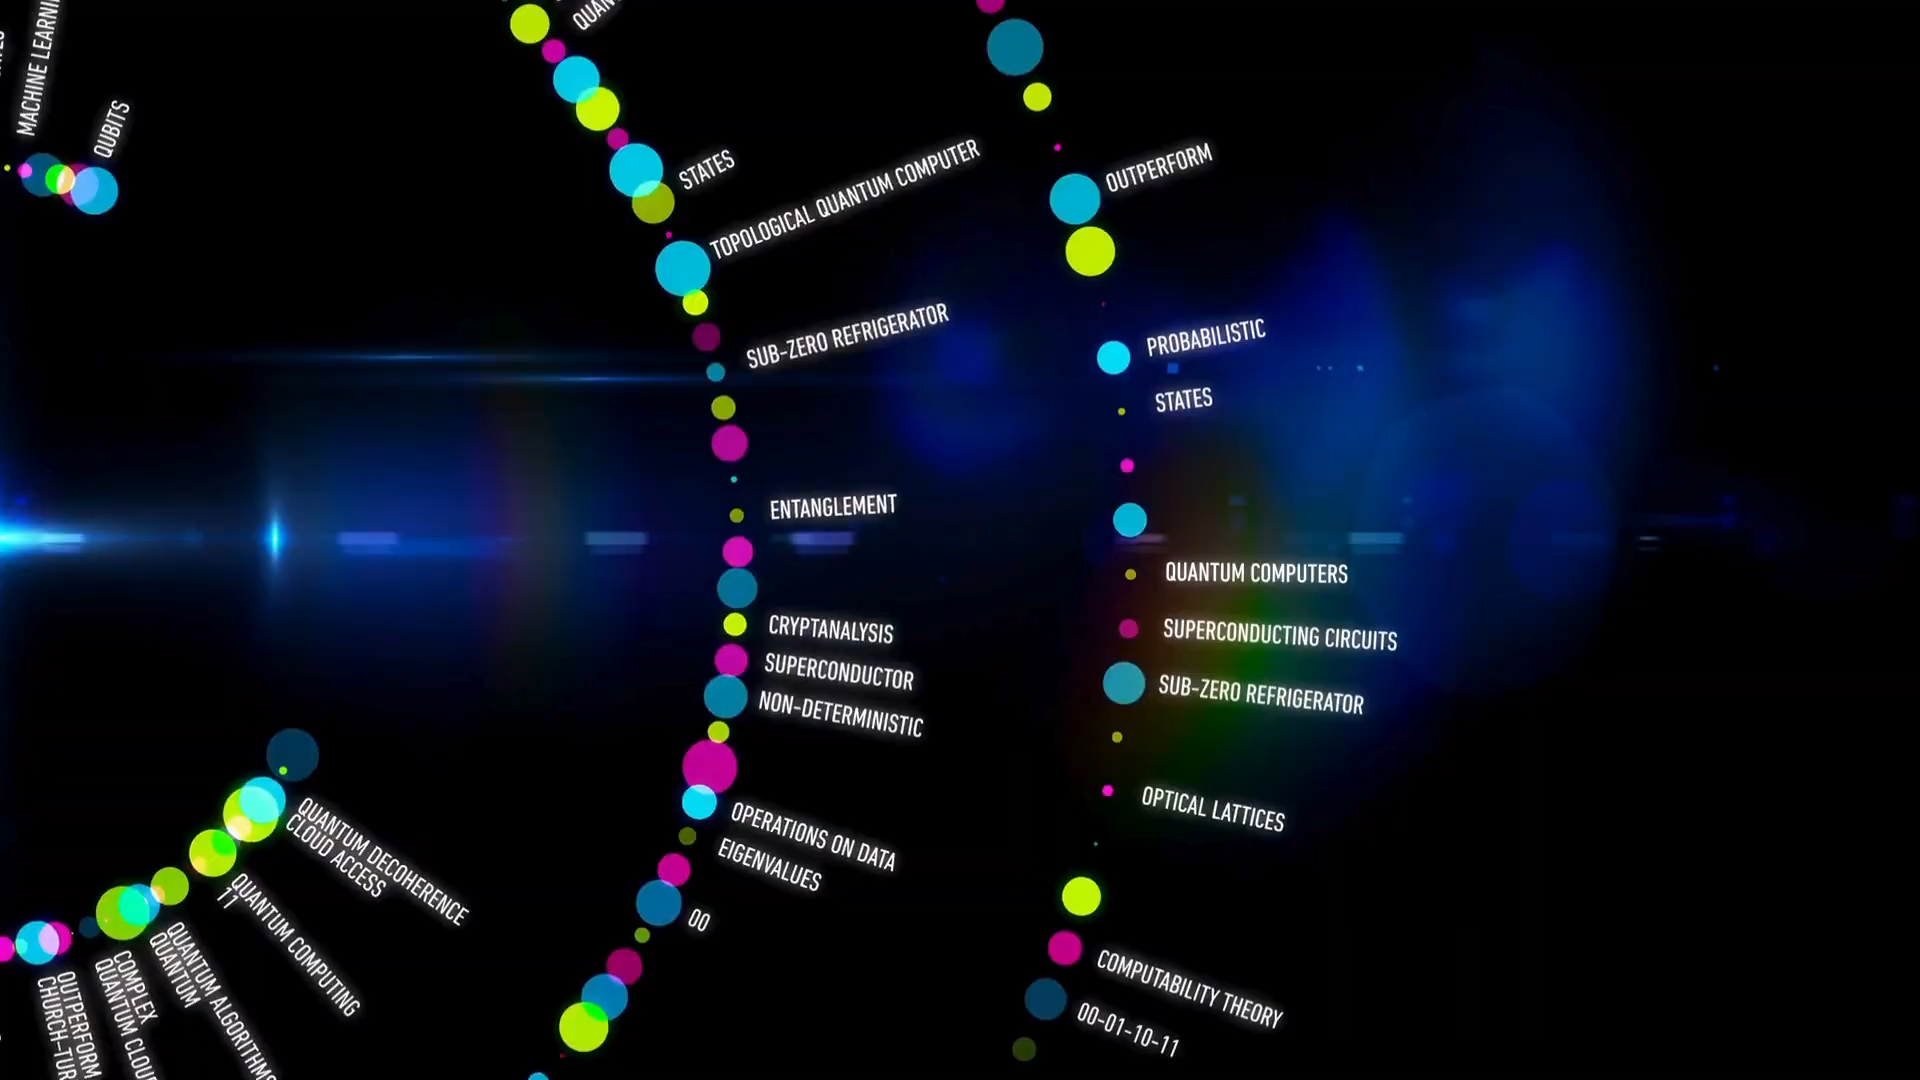 MACHINE LEARNI
QUBITS
QUAN
STATES
TOPOLOGICAL QUANTUM COMPUTER
SUB-ZERO REFRIGERATOR
ENTANGLEMENT
CRYPTANALYSIS
SUPERCONDUCTOR
NON-DETERMINISTIC
OPERATIONS ON DATA
EIGENVALUES
00
OUTPERFORM
PROBABILISTIC
STATES
QUANTUM COMPUTERS
SUPERCONDUCTING CIRCUITS
SUB-ZERO REFRIGERATOR
OPTICAL LATTICES
COMPUTABILITY THEORY
00-01-10-11
QUANTUM DECOHERENCE
CLOUD ACCESS
QUANTUM COMPUTING
11
QUANTUM ALGORITHMS
QUANTUM
COMPLEX
QUANTUM CLOU
OUTPERFORM
CHURCH-TUR